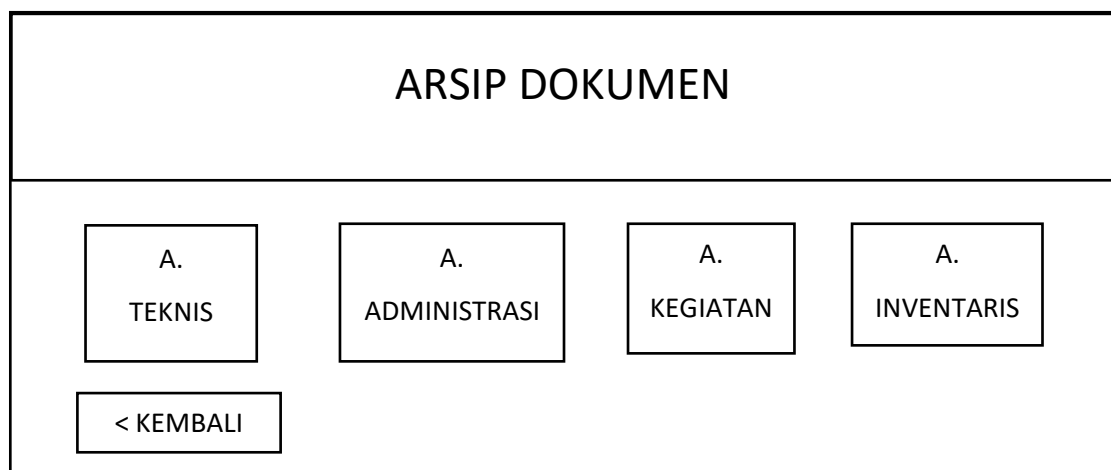 ARSIP DOKUMEN
A.
TEKNIS
A.
ADMINISTRASI
A.
KEGIATAN
A.
INVENTARIS
< KEMBALI